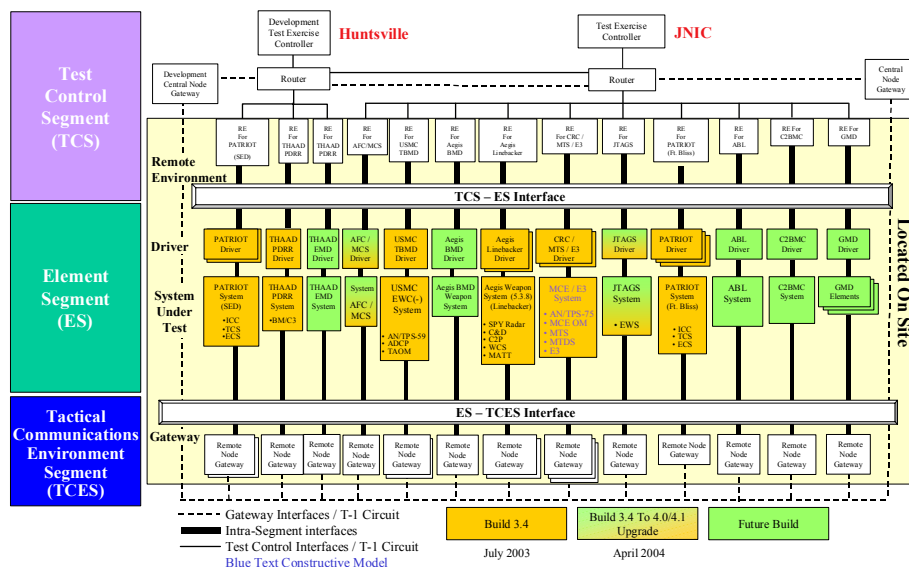 Development
Test Exercise
Controller
Huntsville
Test Exercise
Controller
JNIC
Test
Control
Segment
(TCS)
Development
Central Node
Gateway
Router
Router
Central
Node
Gateway
RE
For
PATRIOT
(SED)
RE
For
THAAD
PDRR
RE
For
THAAD
PDRR
RE
For
AFC/MCS
RE
For
USMC
TBMD
RE
For
Aegis
BMD
RE
For
Aegis
Linebacker
RE
For CRC /
MTS / E3
RE
For
JTAGS
RE
For
PATRIOT
(Ft. Bliss)
RE
For
ABL
RE For
C2BMC
RE For
GMD
Remote
Environment
TCS – ES Interface
Element
Segment
(ES)
Driver
PATRIOT
Driver
THAAD
PDRR
Driver
THAAD
EMD
Driver
AFC /
MCS
Driver
USMC
TBMD
Driver
Aegis
BMD
Driver
Aegis
Linebacker
Driver
CRC /
MTS / E3
Driver
JTAGS
Driver
PATRIOT
Driver
ABL
Driver
C2BMC
Driver
GMD
Driver
System
Under
Test
PATRIOT
System
(SED)
•ICC
•TCS
•ECS
THAAD
PDRR
System
•BM/C3
THAAD
EMD
System
System
AFC /
MCS
USMC
EWC(-)
System
• AN/TPS-59
• ADCP
• TAOM
Aegis BMD
Weapon
System
Aegis Weapon
System (5.3.8)
(Linebacker)
• SPY Radar
• C&D
• C2P
• WCS
• MATT
MCE / E3
System
• AN/TPS-75
• MCE OM
• MTS
• MTDS
• E3
JTAGS
System
• EWS
PATRIOT
System
(Ft. Bliss)
• ICC
• TCS
• ECS
ABL
System
C2BMC
System
GMD
Elements
Located On Site
Tactical
Communications
Environment
Segment
(TCES)
ES – TCES Interface
Gateway
Remote
Node
Gateway
Remote
Node
Gateway
Remote
Node
Gateway
Remote
Node
Gateway
Remote
Node
Gateway
Remote
Node
Gateway
Remote
Node
Gateway
Remote
Node
Gateway
Remote
Node
Gateway
Remote Node
Gateway
Remote
Node
Gateway
Remote
Node
Gateway
Remote
Node
Gateway
Gateway Interfaces / T-1 Circuit
Intra-Segment interfaces
Test Control Interfaces / T-1 Circuit
Blue Text Constructive Model
Build 3.4
July 2003
Build 3.4 To 4.0/4.1
Upgrade
April 2004
Future Build